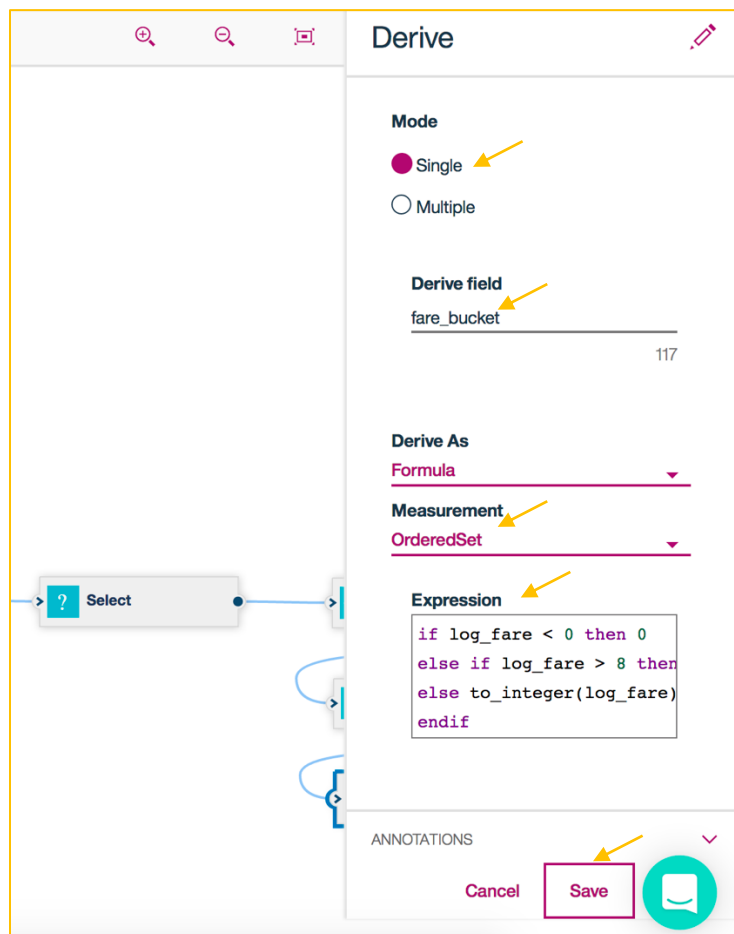 Derive
Mode
Single
Multiple
Derive field
fare_bucket
117
Derive As
Formula
Measurement
OrderedSet
? Select
Expression
if log_fare < 0 then 0
else if log_fare > 8 then
else to_integer(log_fare)
endif
ANNOTATIONS
Cancel
Save